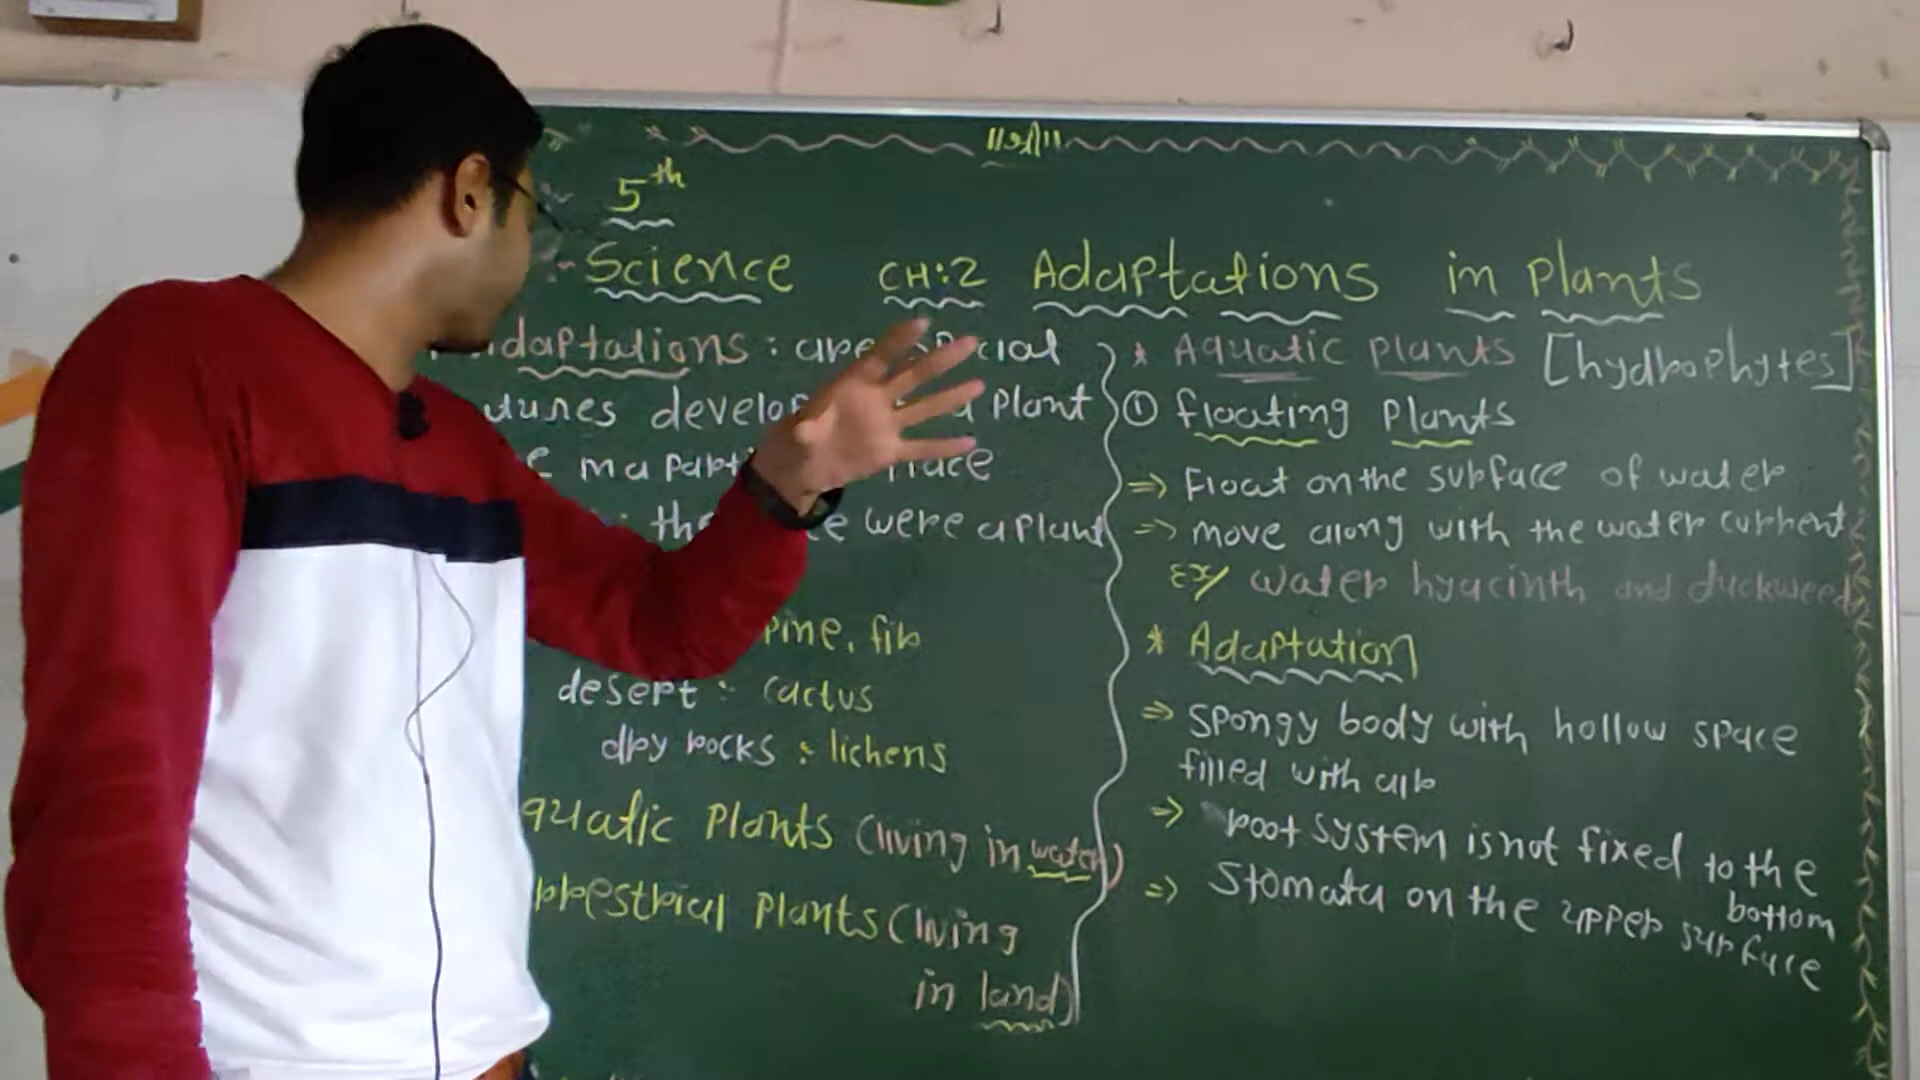 5th
Science CH:2 Adaptations in Plants
daptations : are special
develop Plant
the were a plant
pine, fir
desert : cactus
dry rocks : lichens
quatic Plants (living in water)
rrestrial Plants (living
in land)
* Aquatic plants [hydrophytes]
① floating Plants
⇒ Float on the surface of water
⇒ move along with the water current
Ex/ water hyacinth and duckweed
* Adaptation
⇒ spongy body with hollow space
filled with air
⇒ root system is not fixed to the
bottom
⇒ Stomata on the upper surface